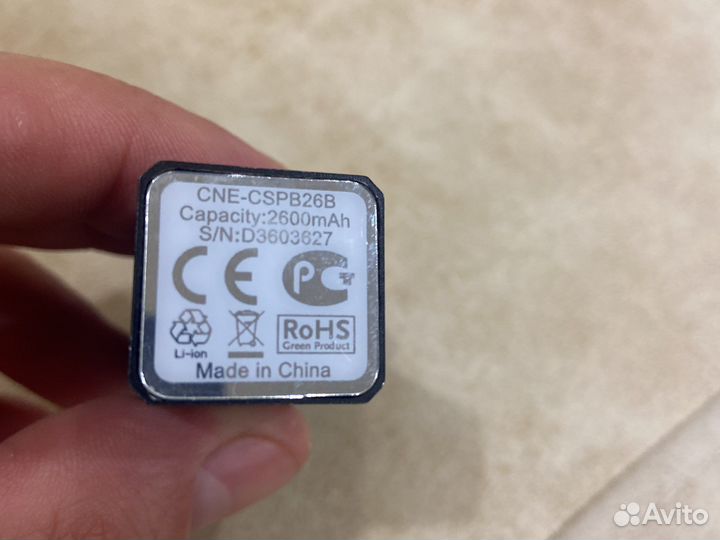 CNE-CSPB26B
Capacity:2600mAh
S/N:D3603627
CE PC
Li-ion
RoHS
Green Product
Made in China
Avito